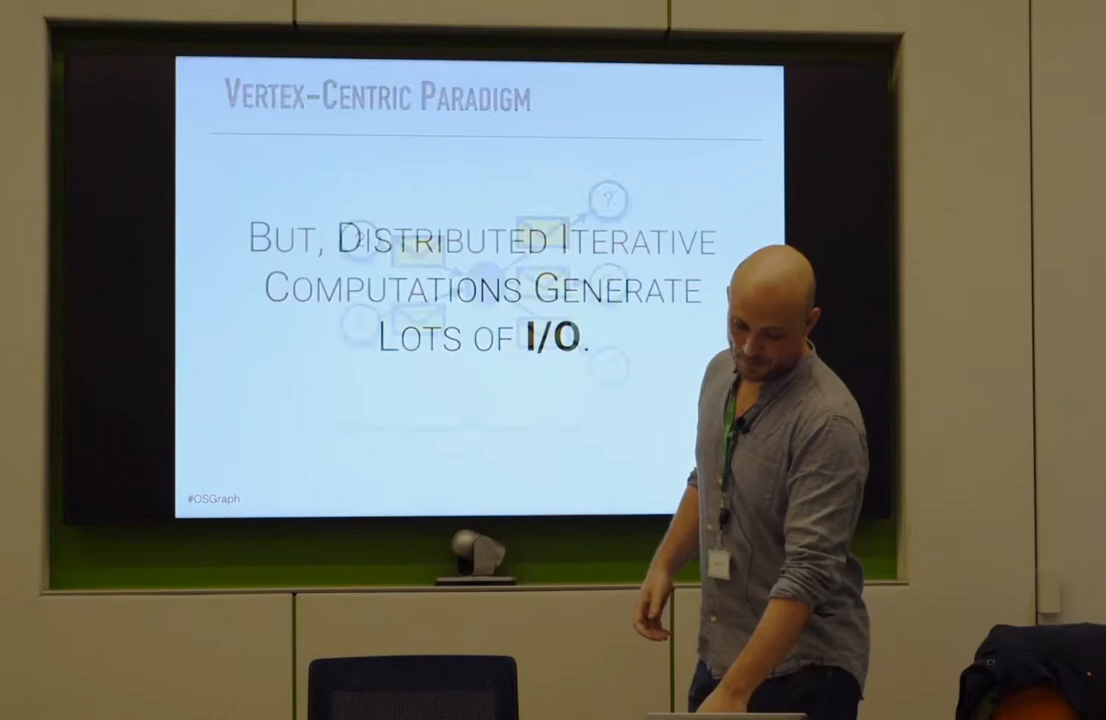 VERTEX-CENTRIC PARADIGM
BUT, DISTRIBUTED ITERATIVE
COMPUTATIONS GENERATE
LOTS OF I/O.
?
#OSGraph